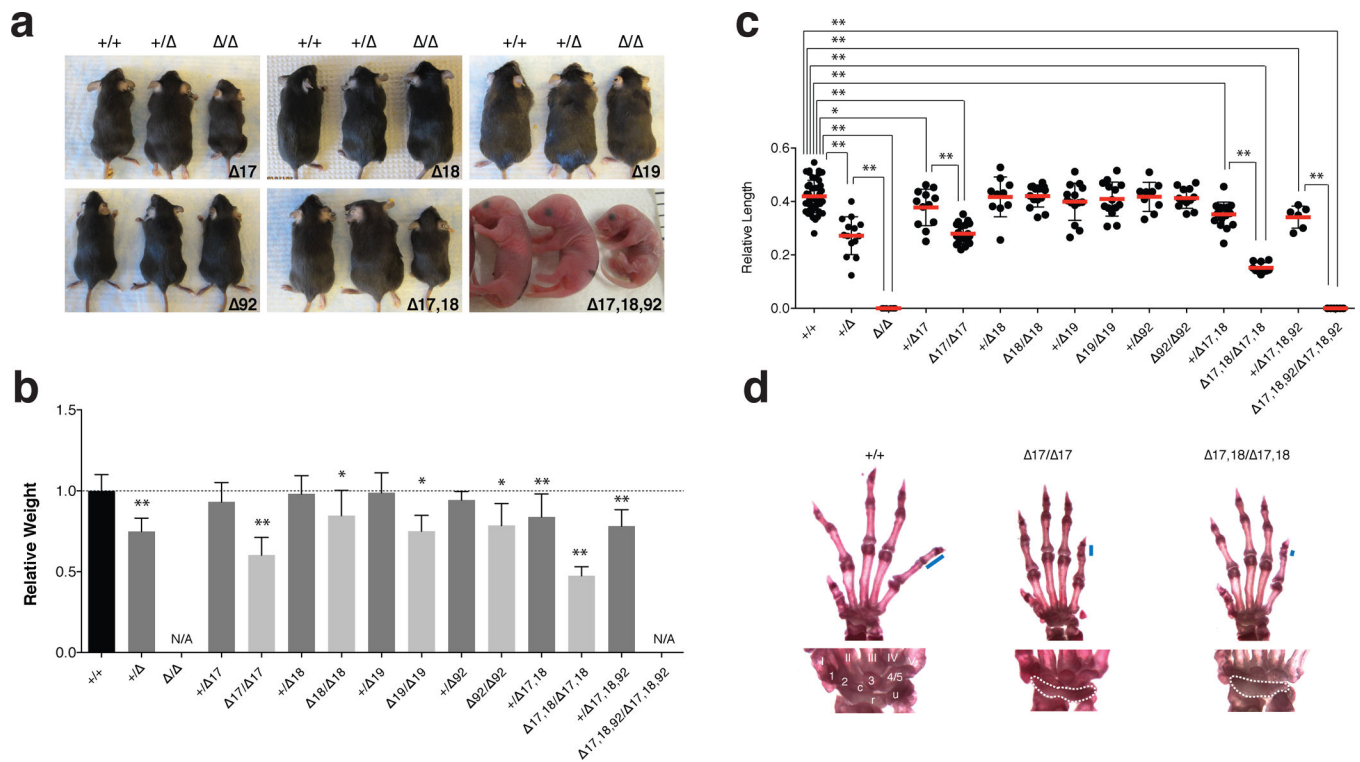 a
+/+ +/Δ Δ/Δ +/+ +/Δ Δ/Δ +/+ +/Δ Δ/Δ
Δ17 Δ18 Δ19
Δ92 Δ17,18 Δ17,18,92
b
Relative Weight
1.5
1.0
0.5
0.0
** N/A ** * * * ** ** ** N/A
+/+ +/Δ Δ/Δ +/Δ17 Δ17/Δ17 +/Δ18 Δ18/Δ18 +/Δ19 Δ19/Δ19 +/Δ92 Δ92/Δ92 +/Δ17,18 Δ17,18/Δ17,18 +/Δ17,18,92 Δ17,18,92/Δ17,18,92
c
**
**
**
**
**
*
**
** ** ** ** **
Relative Length
0.6
0.4
0.2
0.0
+/+ +/Δ Δ/Δ +/Δ17 Δ17/Δ17 +/Δ18 Δ18/Δ18 +/Δ19 Δ19/Δ19 +/Δ92 Δ92/Δ92 +/Δ17,18 Δ17,18/Δ17,18 +/Δ17,18,92 Δ17,18,92/Δ17,18,92
d
+/+ Δ17/Δ17 Δ17,18/Δ17,18
I II III IV V
1 2 c 3 4/5
r u